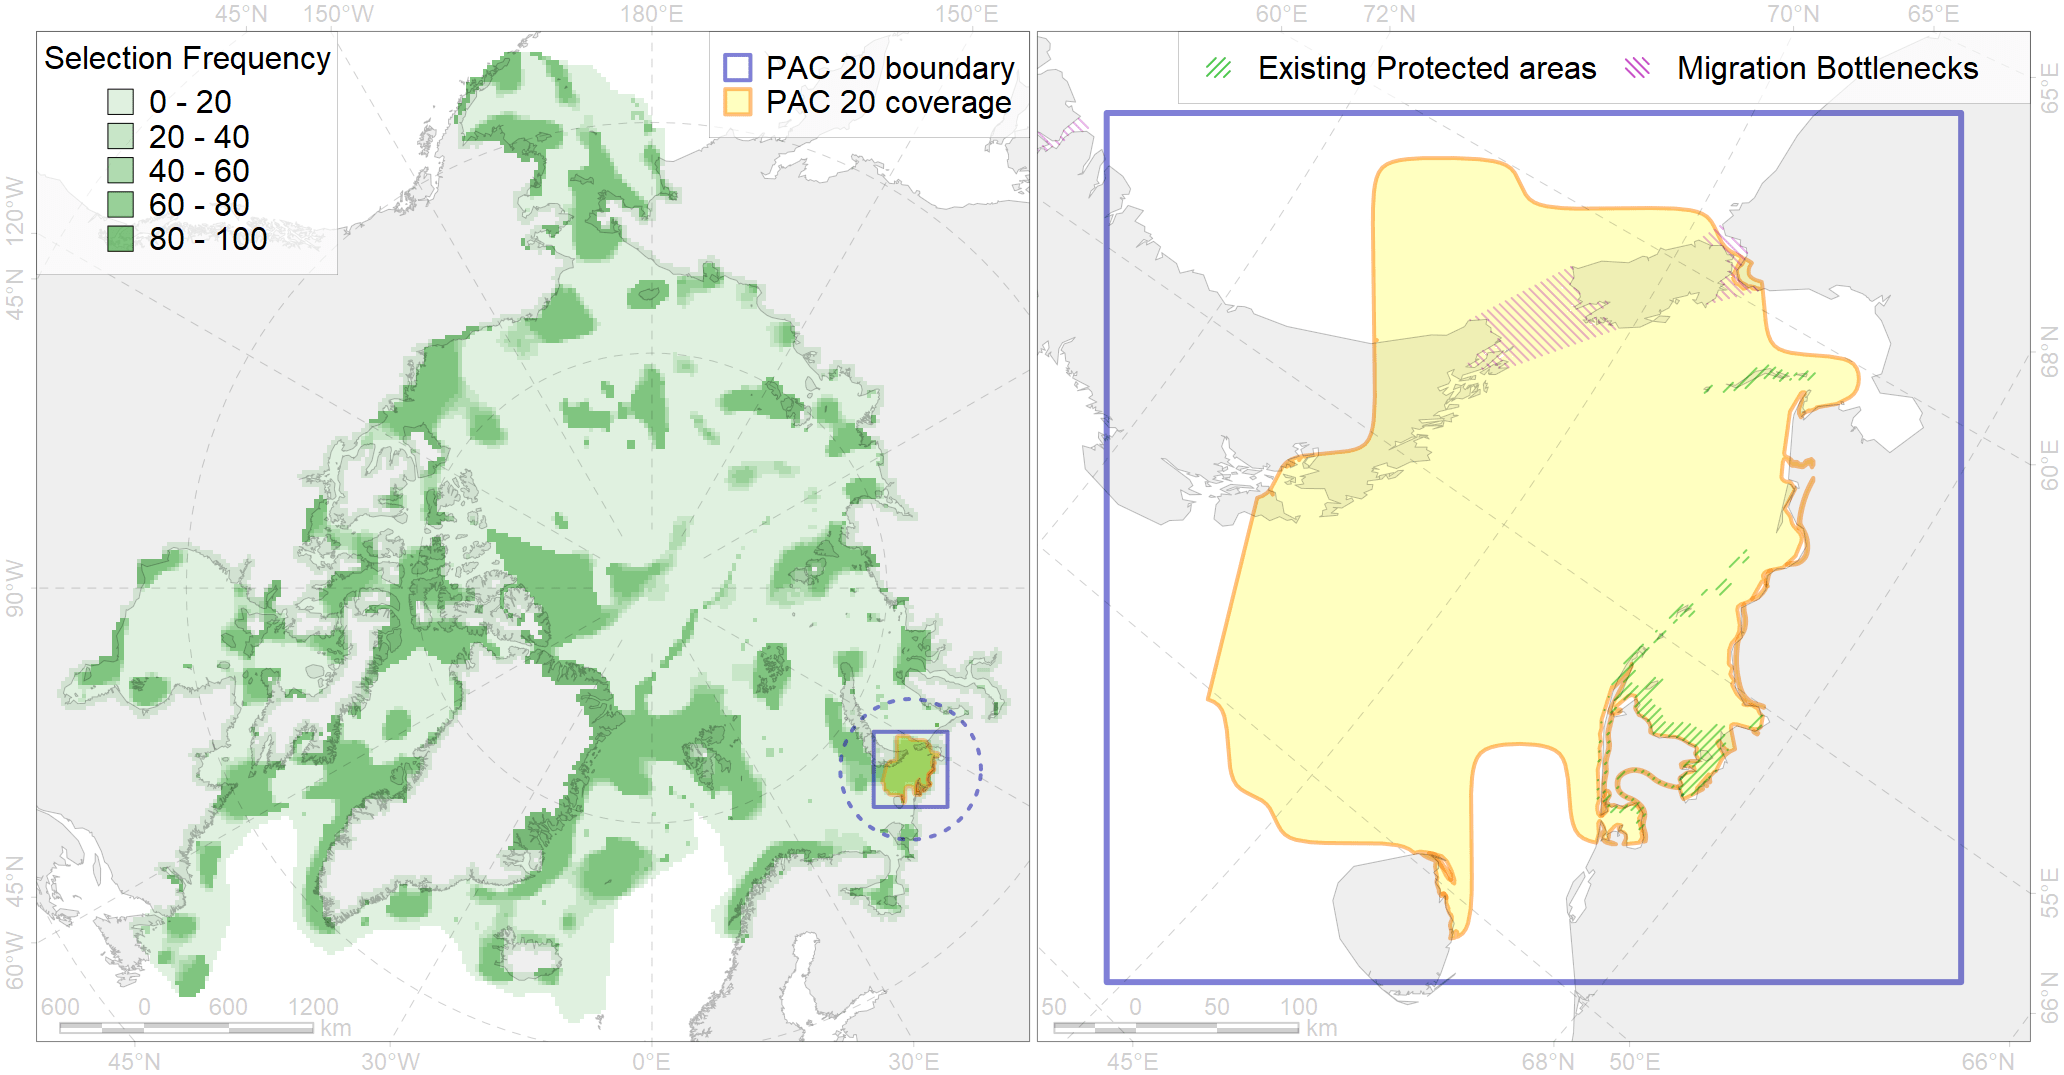 45°N 150°W 180°E 150°E 60°E 72°N 70°N 65°E
Selection Frequency
0 - 20
20 - 40
40 - 60
60 - 80
80 - 100
PAC 20 boundary
PAC 20 coverage
Existing Protected areas Migration Bottlenecks
120°W
45°N
90°W
45°N
60°W
65°E
68°N
60°E
55°E
66°N
600 0 600 1200
km
50 0 50 100
km
45°N 30°W 0°E 30°E 45°E 68°N 50°E 66°N